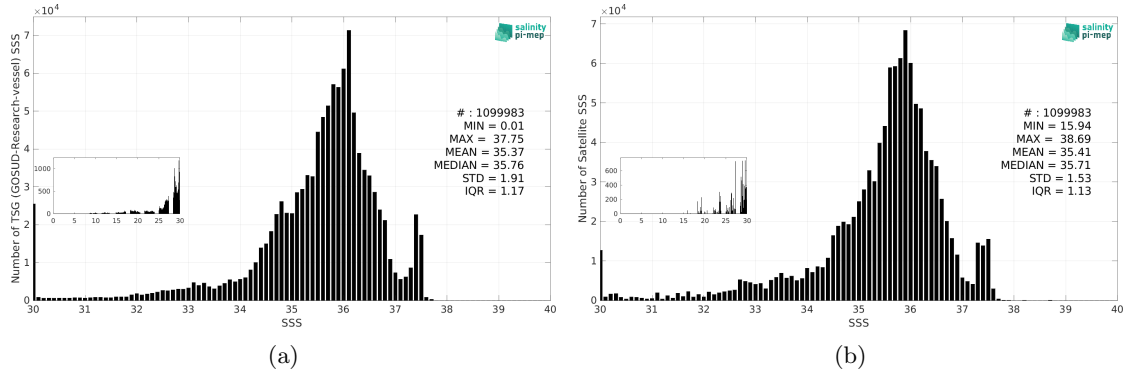 ×10⁴
salinity
pi-mep
Number of TSG (GOSUD-Research-vessel) SSS
7
6
5
4
3
2
1
0
# : 1099983
MIN = 0.01
MAX = 37.75
MEAN = 35.37
MEDIAN = 35.76
STD = 1.91
IQR = 1.17
1000
500
0
0 5 10 15 20 25 30
30 31 32 33 34 35 36 37 38 39 40
SSS
(a)
×10⁴
salinity
pi-mep
Number of Satellite SSS
7
6
5
4
3
2
1
0
# : 1099983
MIN = 15.94
MAX = 38.69
MEAN = 35.41
MEDIAN = 35.71
STD = 1.53
IQR = 1.13
600
400
200
0
0 5 10 15 20 25 30
30 31 32 33 34 35 36 37 38 39 40
SSS
(b)